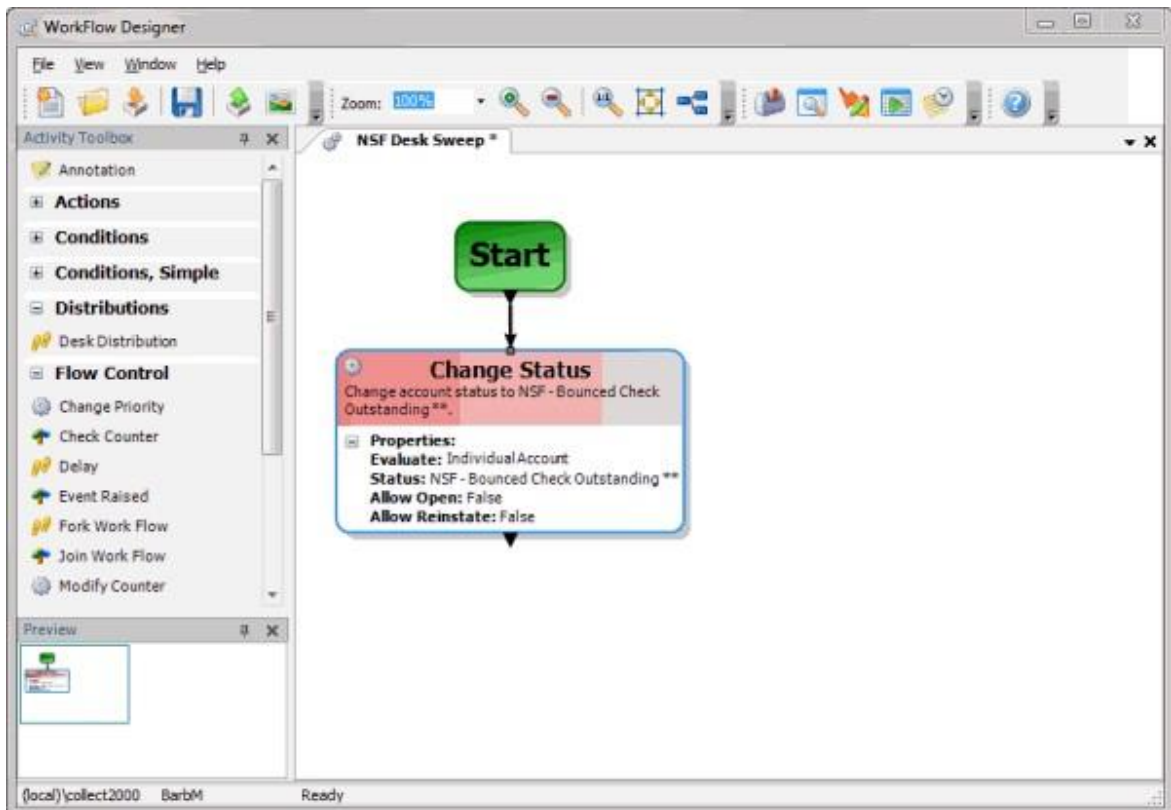 WorkFlow Designer
File View Window Help
Zoom: 100%
Activity Toolbox
NSF Desk Sweep *
Annotation
Actions
Conditions
Conditions, Simple
Distributions
Desk Distribution
Flow Control
Change Priority
Check Counter
Delay
Event Raised
Fork Work Flow
Join Work Flow
Modify Counter
Start
Change Status
Change account status to NSF - Bounced Check
Outstanding **.
Properties:
Evaluate: Individual Account
Status: NSF - Bounced Check Outstanding **
Allow Open: False
Allow Reinstate: False
Preview
(local)\collect2000 BarbM Ready